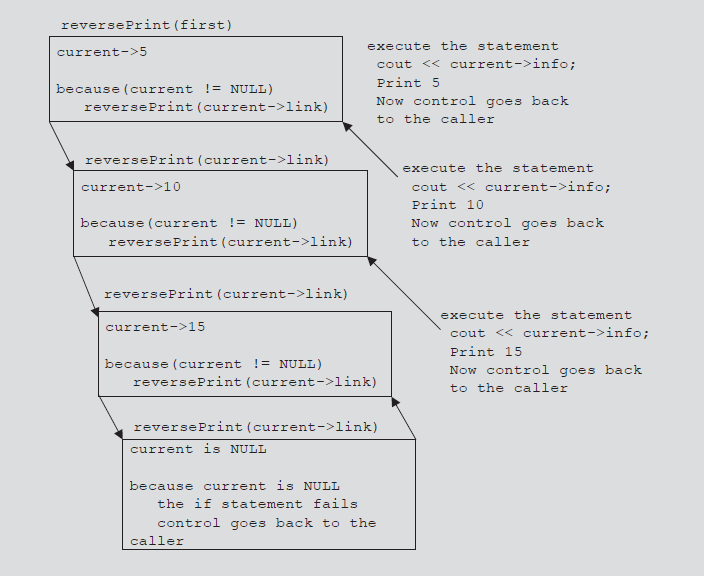 reversePrint(first)
current->5
because(current != NULL)
reversePrint(current->link)
execute the statement
cout << current->info;
Print 5
Now control goes back
to the caller
reversePrint(current->link)
current->10
because(current != NULL)
reversePrint(current->link)
execute the statement
cout << current->info;
Print 10
Now control goes back
to the caller
reversePrint(current->link)
current->15
because(current != NULL)
reversePrint(current->link)
execute the statement
cout << current->info;
Print 15
Now control goes back
to the caller
reversePrint(current->link)
current is NULL
because current is NULL
the if statement fails
control goes back to the
caller